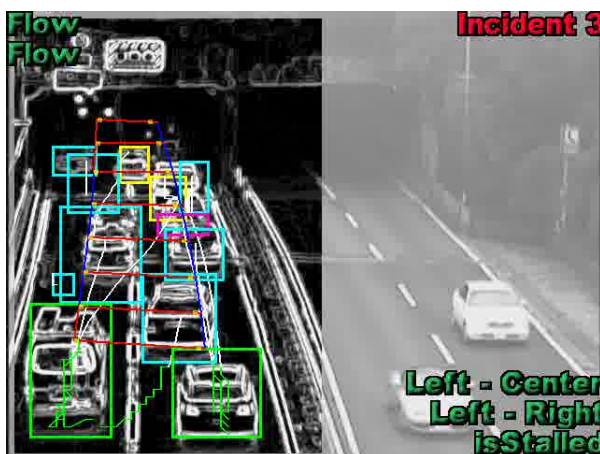 Flow
Incident 3
Flow
Left - Center
Left - Right
isStalled